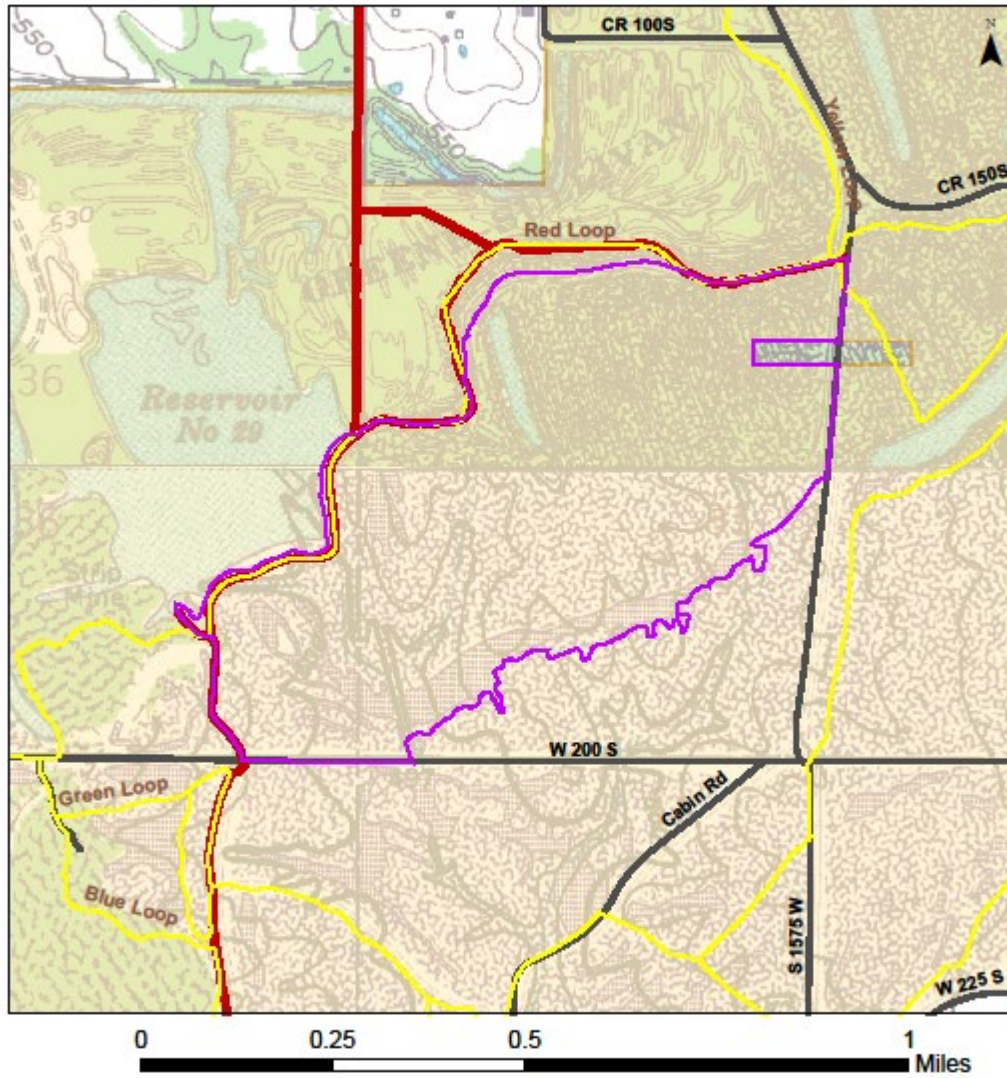 550
CR 100S
N
550
Yellow Loop
CR 150S
530
Red Loop
36
Reservoir
No 29
Strip
Mine
W 200 S
Green Loop
Cabin Rd
Blue Loop
S 1575 W
W 225 S
0 0.25 0.5 1
Miles